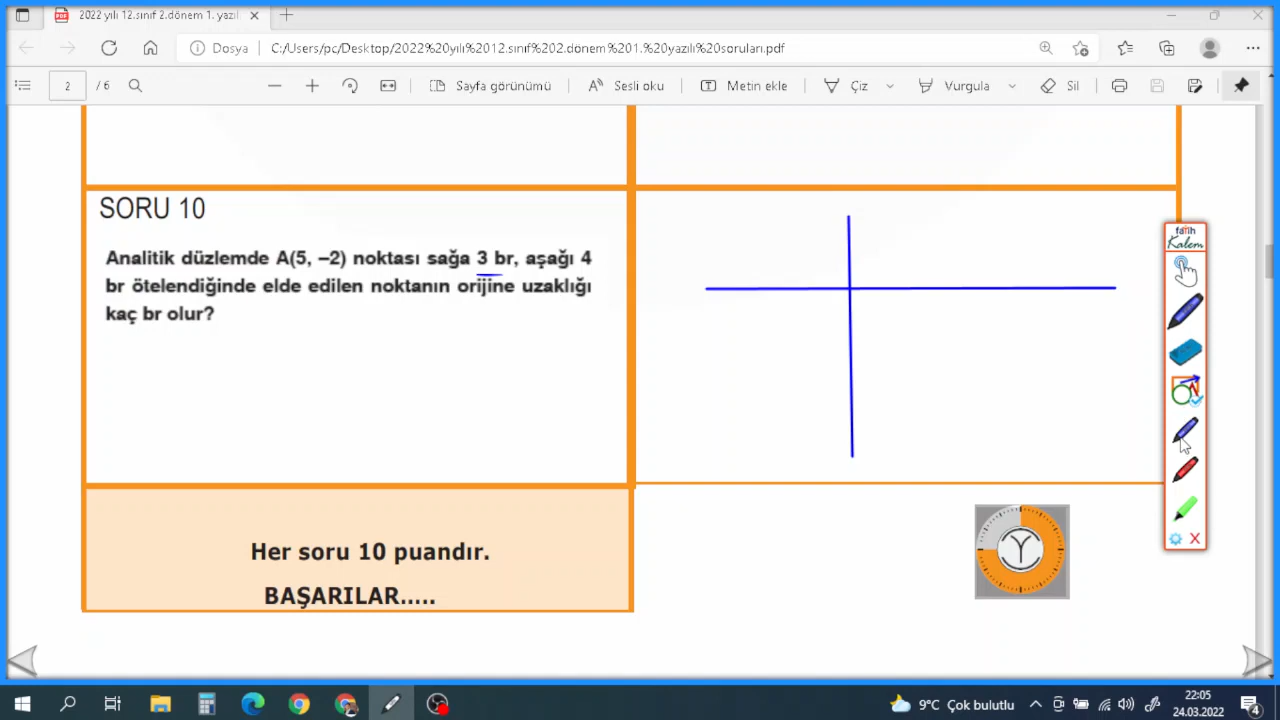 2022 yılı 12.sınıf 2.dönem 1. yazıl
Dosya C:/Users/pc/Desktop/2022%20yılı%2012.sınıf%202.dönem%201.%20yazılı%20soruları.pdf
2 / 6 Sayfa görünümü Sesli oku Metin ekle Çiz Vurgula Sil
SORU 10
Analitik düzlemde A(5, –2) noktası sağa 3 br, aşağı 4
br ötelendiğinde elde edilen noktanın orijine uzaklığı
kaç br olur?
fatih
Kalem
Her soru 10 puandır.
BAŞARILAR.....
9°C Çok bulutlu
22:05
24.03.2022
4